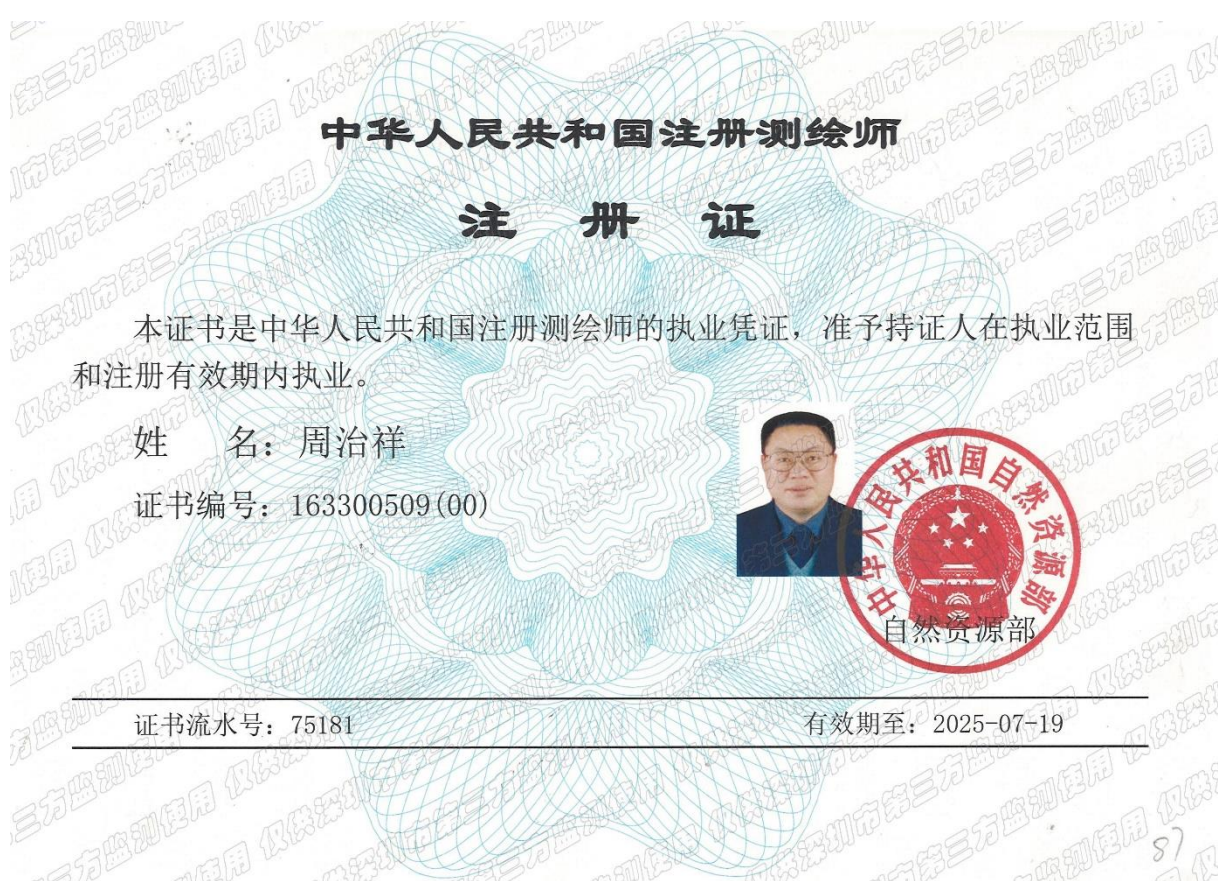 中华人民共和国注册测绘师
注 册 证
本证书是中华人民共和国注册测绘师的执业凭证，准予持证人在执业范围
和注册有效期内执业。
姓 名：周治祥
证书编号：163300509(00)
中华人民共和国自然资源部
自然资源部
证书流水号：75181
有效期至：2025-07-19
仅供深圳市第三方监测使用